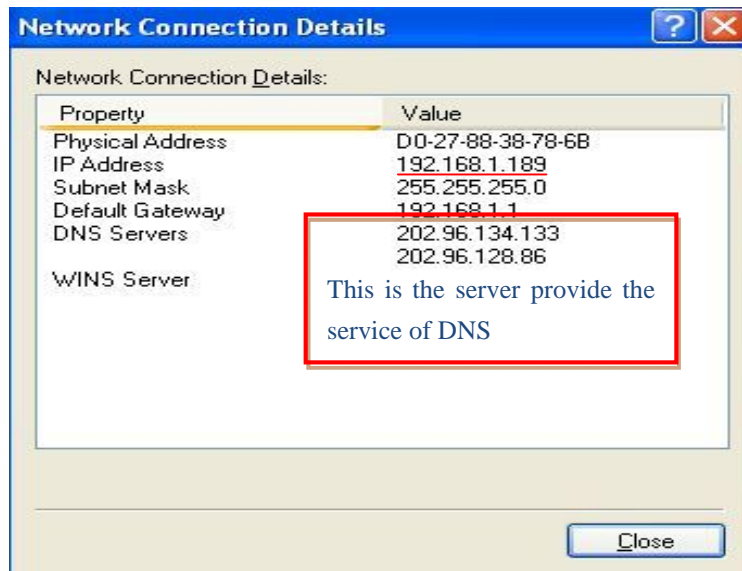 Network Connection Details
Network Connection Details:
Property Value
Physical Address D0-27-88-38-78-6B
IP Address 192.168.1.189
Subnet Mask 255.255.255.0
Default Gateway 192.168.1.1
DNS Servers 202.96.134.133
202.96.128.86
WINS Server
This is the server provide the
service of DNS
Close